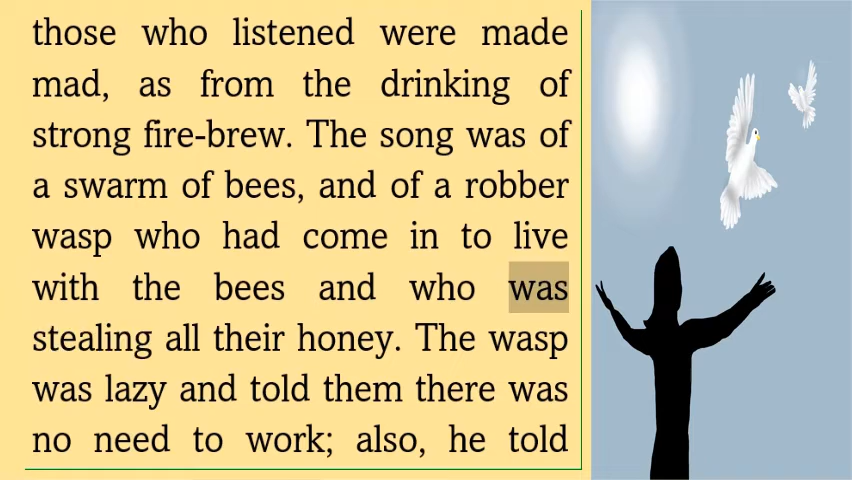 those who listened were made
mad, as from the drinking of
strong fire-brew. The song was of
a swarm of bees, and of a robber
wasp who had come in to live
with the bees and who was
stealing all their honey. The wasp
was lazy and told them there was
no need to work; also, he told